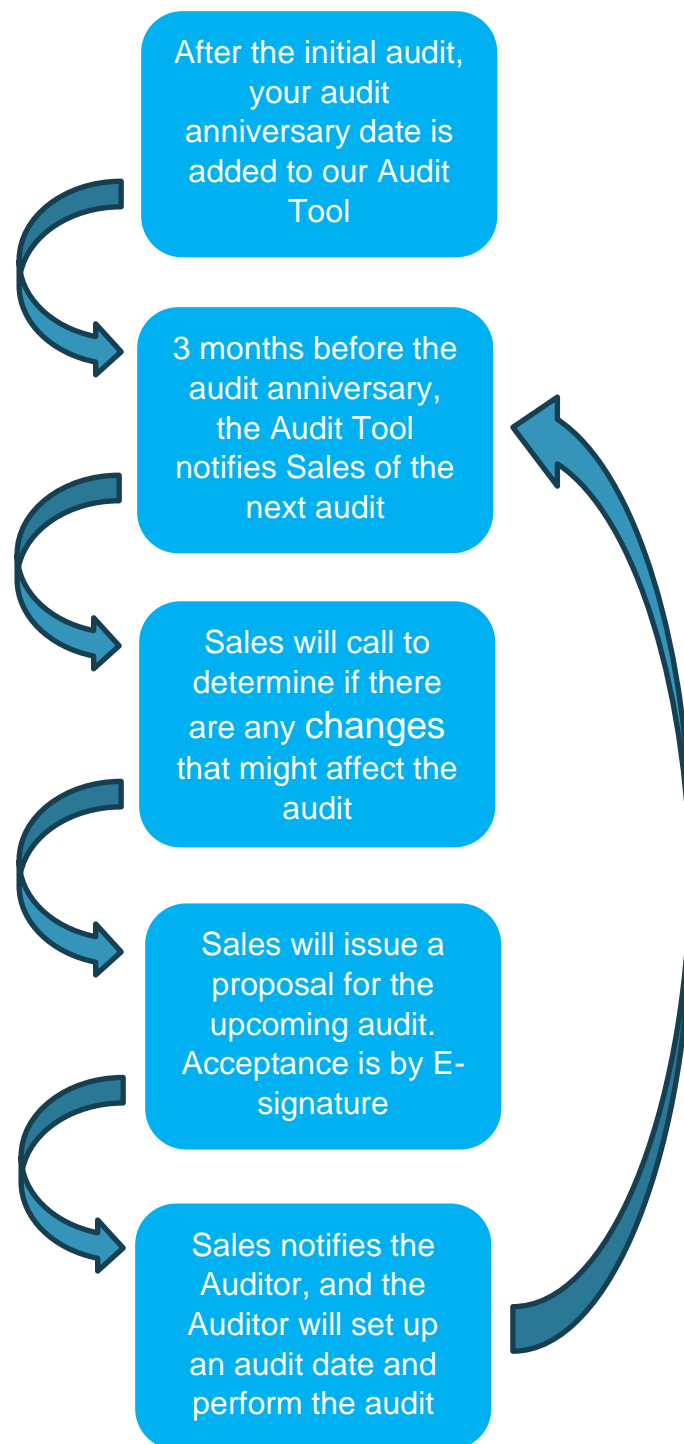 After the initial audit,
your audit
anniversary date is
added to our Audit
Tool
3 months before the
audit anniversary,
the Audit Tool
notifies Sales of the
next audit
Sales will call to
determine if there
are any changes
that might affect the
audit
Sales will issue a
proposal for the
upcoming audit.
Acceptance is by E-
signature
Sales notifies the
Auditor, and the
Auditor will set up
an audit date and
perform the audit